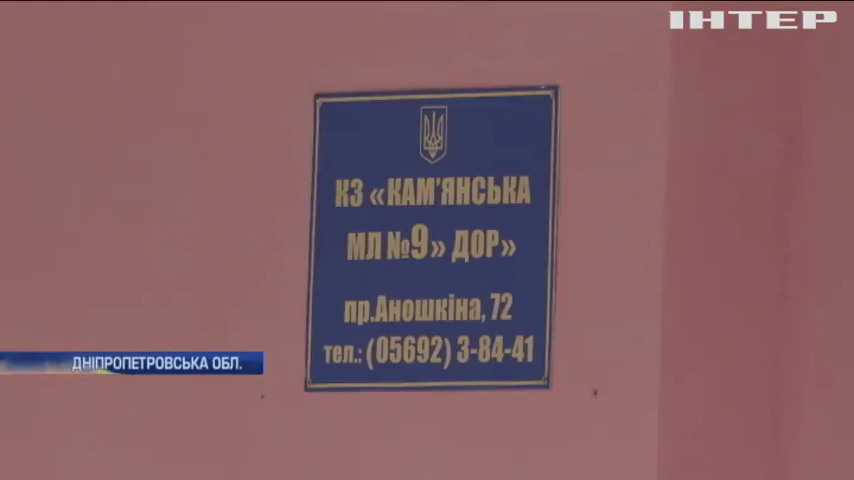 ІНТЕР
КЗ «КАМ'ЯНСЬКА
МЛ №9» ДОР»
пр.Аношкіна, 72
тел.: (05692) 3-84-41
ДНІПРОПЕТРОВСЬКА ОБЛ.